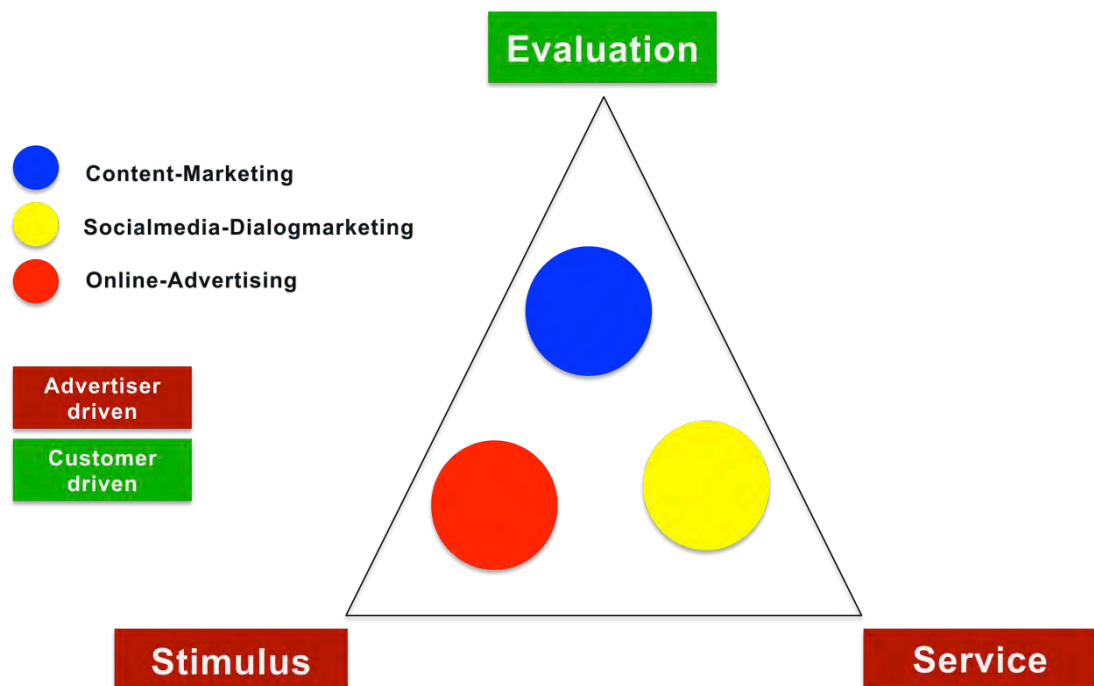 Evaluation
Content-Marketing
Socialmedia-Dialogmarketing
Online-Advertising
Advertiser
driven
Customer
driven
Stimulus
Service